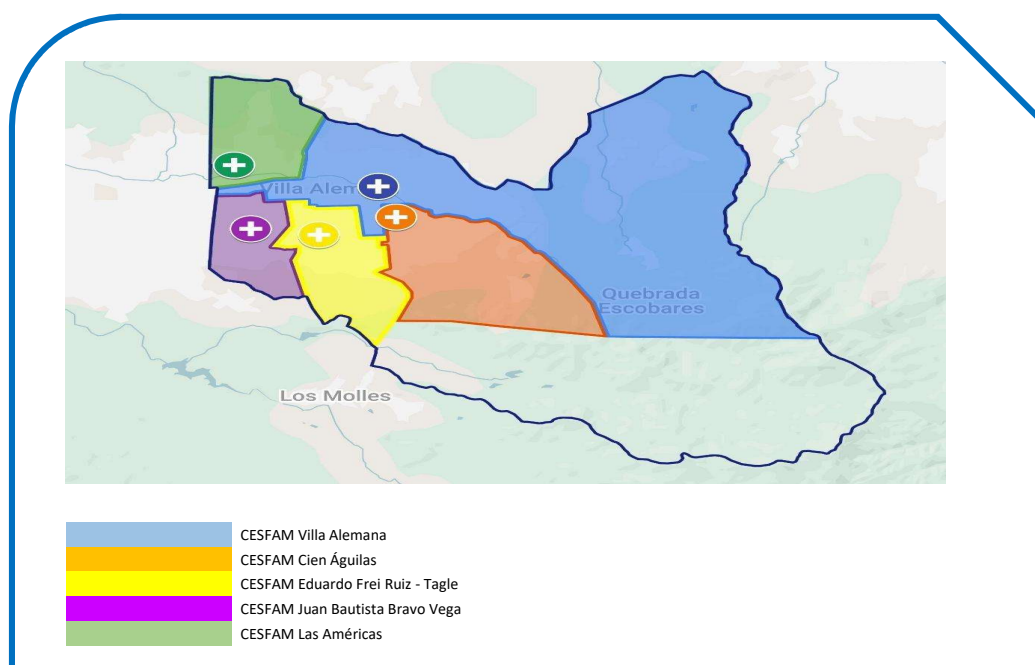 Villa Alem
Quebrada
Escobares
Los Molles
CESFAM Villa Alemana
CESFAM Cien Águilas
CESFAM Eduardo Frei Ruiz - Tagle
CESFAM Juan Bautista Bravo Vega
CESFAM Las Américas